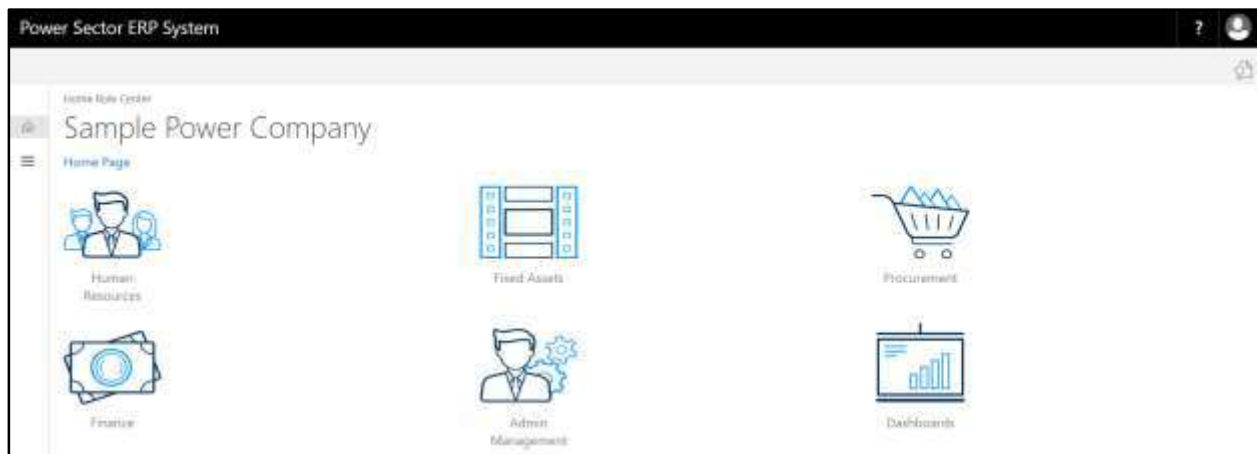 Power Sector ERP System
?
Home Role Center
Sample Power Company
Home Page
Human
Resources
Fixed Assets
Procurement
Finance
Admin
Management
Dashboards